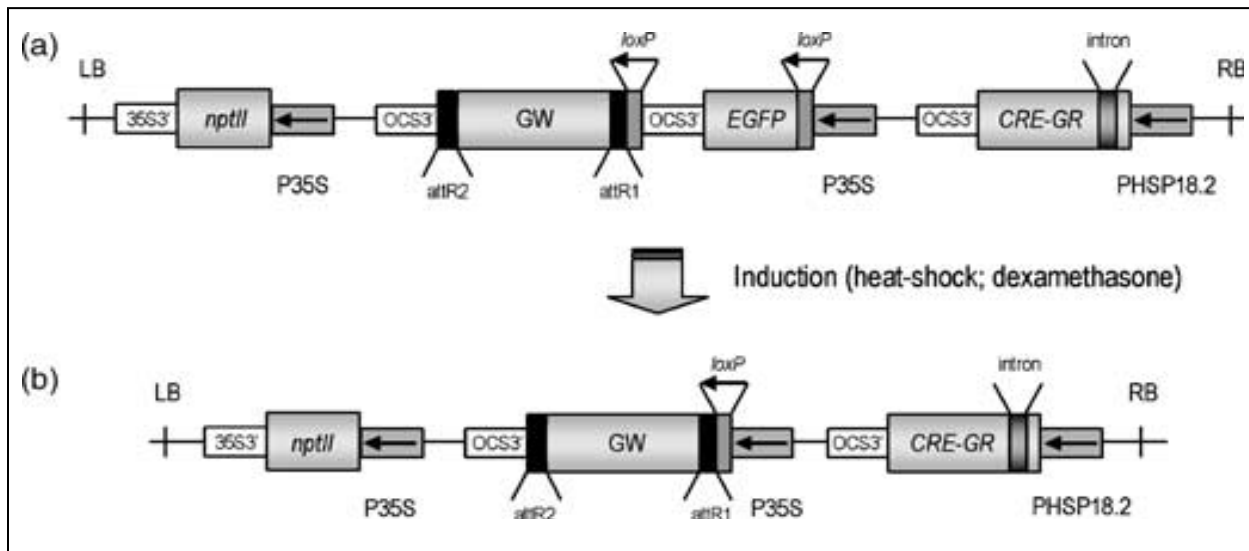 (a)
loxP loxP intron
LB RB
35S3' nptII OCS3' GW OCS3' EGFP OCS3' CRE-GR
P35S attR2 attR1 P35S PHSP18.2
Induction (heat-shock; dexamethasone)
(b)
loxP intron
LB RB
35S3' nptII OCS3' GW OCS3' CRE-GR
P35S attR2 attR1 P35S PHSP18.2